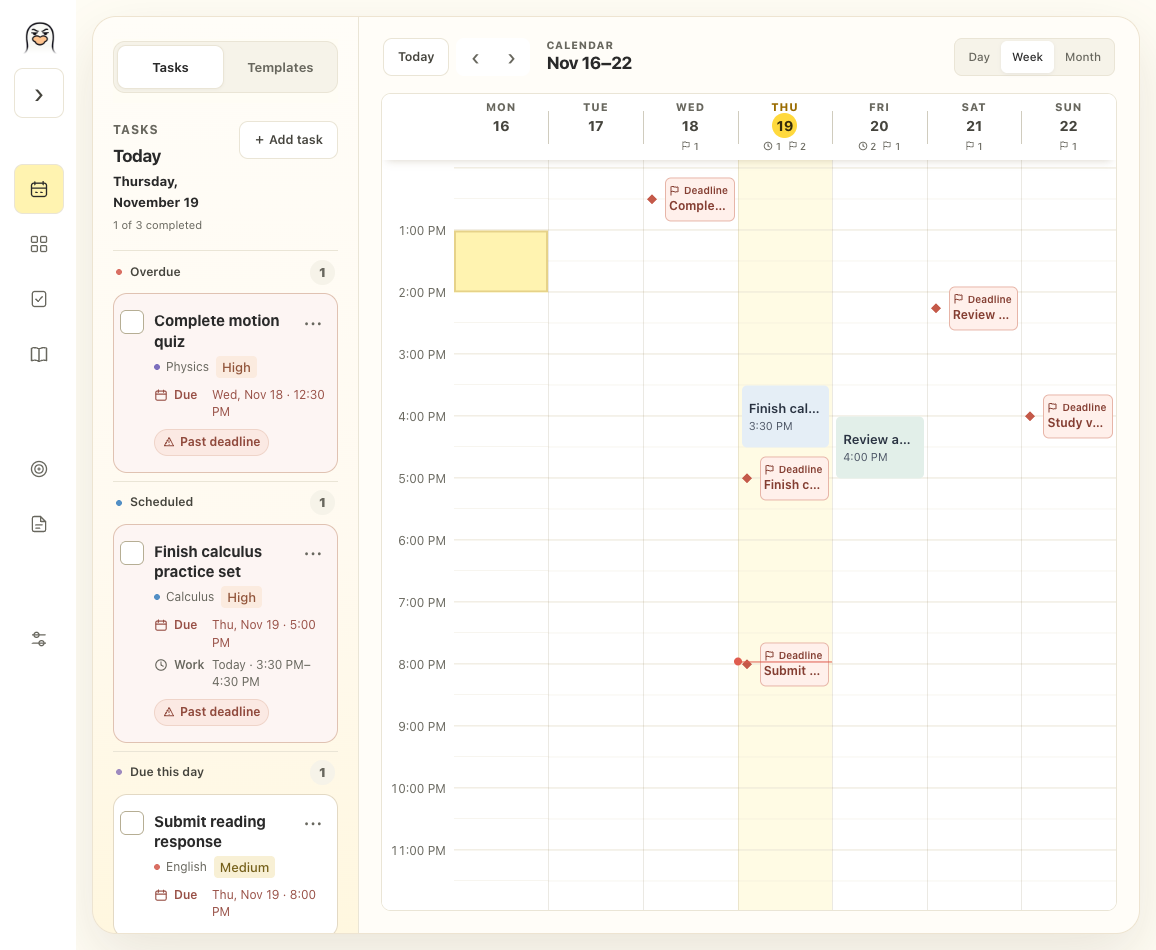 Tasks
Templates
TASKS
Today
Thursday,
November 19
1 of 3 completed
+ Add task
Overdue
1
Complete motion
quiz
Physics
High
Due
Wed, Nov 18 · 12:30
PM
Past deadline
Scheduled
1
Finish calculus
practice set
Calculus
High
Due
Thu, Nov 19 · 5:00
PM
Work
Today · 3:30 PM–
4:30 PM
Past deadline
Due this day
1
Submit reading
response
English
Medium
Due
Thu, Nov 19 · 8:00
PM
Today
CALENDAR
Nov 16–22
Day
Week
Month
MON
16
TUE
17
WED
18
1
THU
19
1
2
FRI
20
2
1
SAT
21
1
SUN
22
1
1:00 PM
2:00 PM
3:00 PM
4:00 PM
5:00 PM
6:00 PM
7:00 PM
8:00 PM
9:00 PM
10:00 PM
11:00 PM
Deadline
Comple...
Finish cal...
3:30 PM
Deadline
Finish c...
Deadline
Submit ...
Review a...
4:00 PM
Deadline
Review ...
Deadline
Study v...